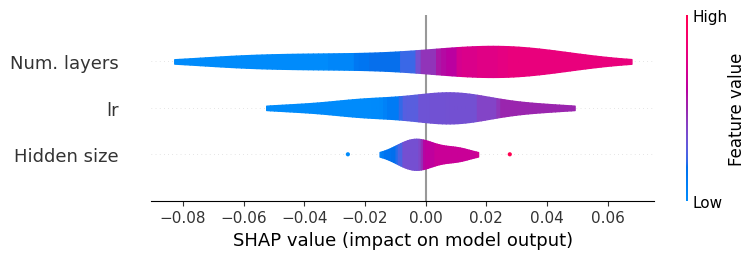 High
Num. layers
lr
Hidden size
Feature value
Low
−0.08 −0.06 −0.04 −0.02 0.00 0.02 0.04 0.06
SHAP value (impact on model output)